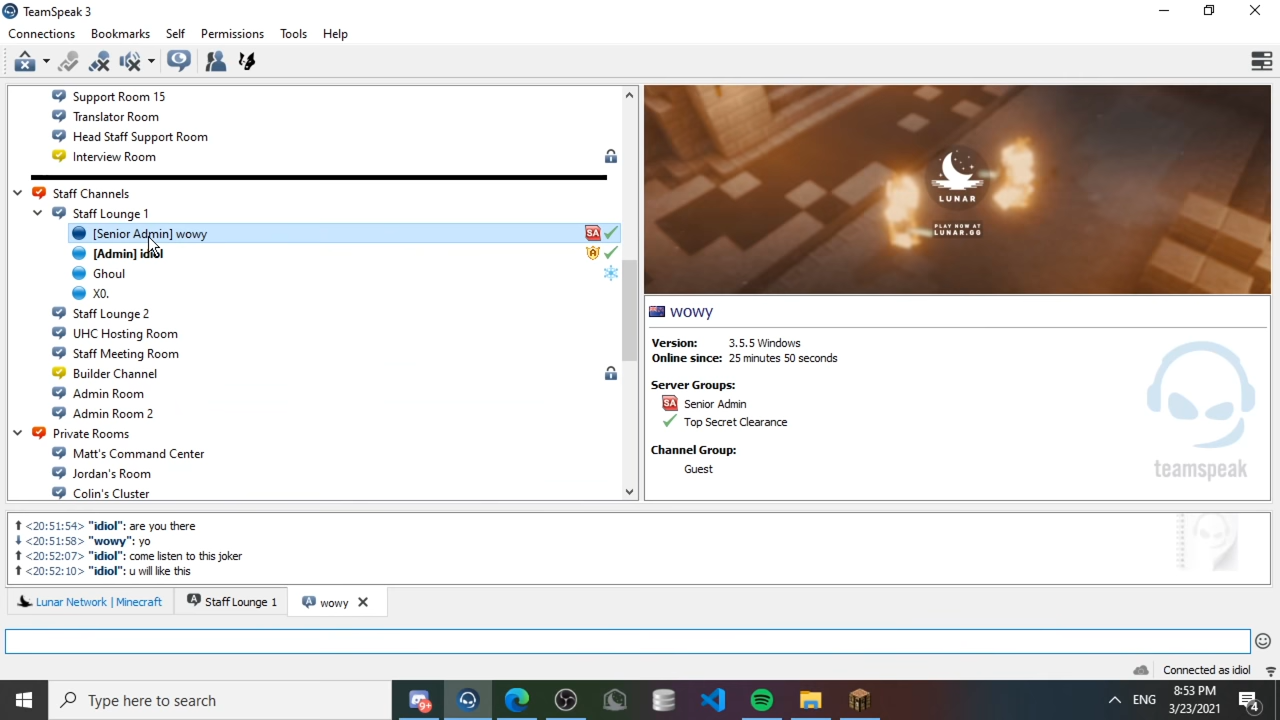 TeamSpeak 3
Connections Bookmarks Self Permissions Tools Help
Support Room 15
Translator Room
Head Staff Support Room
Interview Room
Staff Channels
Staff Lounge 1
[Senior Admin] wowy
SA
[Admin] idiol
A
Ghoul
X0.
Staff Lounge 2
UHC Hosting Room
Staff Meeting Room
Builder Channel
Admin Room
Admin Room 2
Private Rooms
Matt's Command Center
Jordan's Room
Colin's Cluster
LUNAR
PLAY NOW AT
LUNAR.GG
wowy
Version: 3.5.5 Windows
Online since: 25 minutes 50 seconds
Server Groups:
SA Senior Admin
Top Secret Clearance
Channel Group:
Guest
teamspeak
<20:51:54> "idiol": are you there
<20:51:58> "wowy": yo
<20:52:07> "idiol": come listen to this joker
<20:52:10> "idiol": u will like this
Lunar Network | Minecraft
A Staff Lounge 1
A wowy
Connected as idiol
Type here to search
9+
ENG
8:53 PM
3/23/2021
4